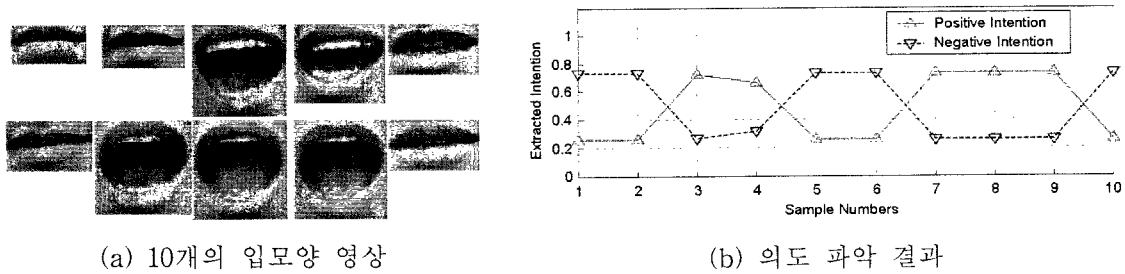 Positive Intention
Negative Intention
Extracted Intention
1
0.8
0.6
0.4
0.2
0
1 2 3 4 5 6 7 8 9 10
Sample Numbers
(a) 10개의 입모양 영상
(b) 의도 파악 결과